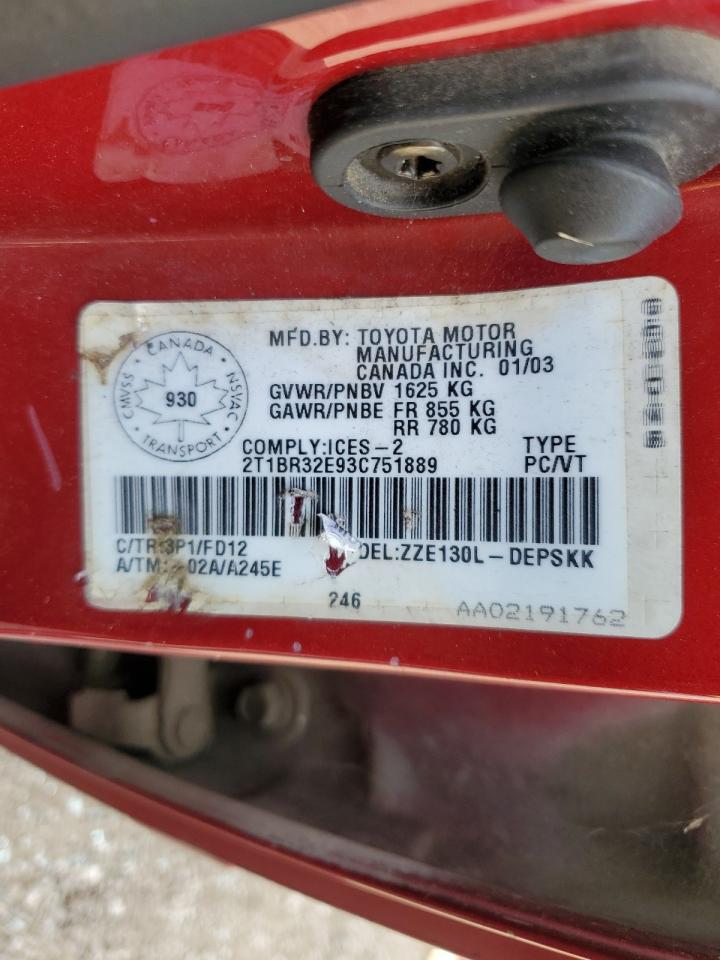 MFD.BY: TOYOTA MOTOR
MANUFACTURING
CANADA INC. 01/03
GVWR/PNBV 1625 KG
GAWR/PNBE FR 855 KG
RR 780 KG
CANADA
CMVSS
930
NSVAC
TRANSPORT
COMPLY:ICES-2
TYPE
2T1BR32E93C751889
PC/VT
C/TR:3P1/FD12
DEL:ZZE130L-DEPSKK
A/TM: -02A/A245E
246
AA02191762